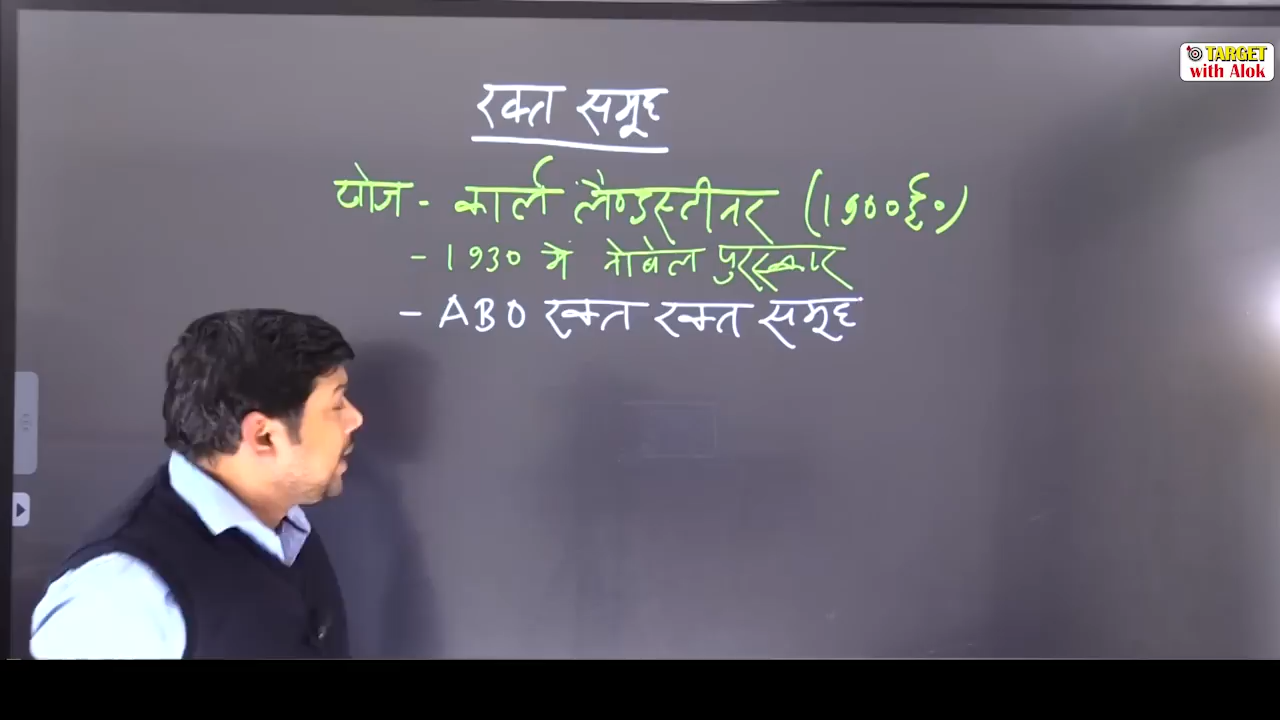 TARGET
with Alok
रक्त समूह
खोज - कार्ल लैण्डस्टीनर (1900ई०)
- 1930 में नोबेल पुरस्कार
- ABO रक्त रक्त समूह